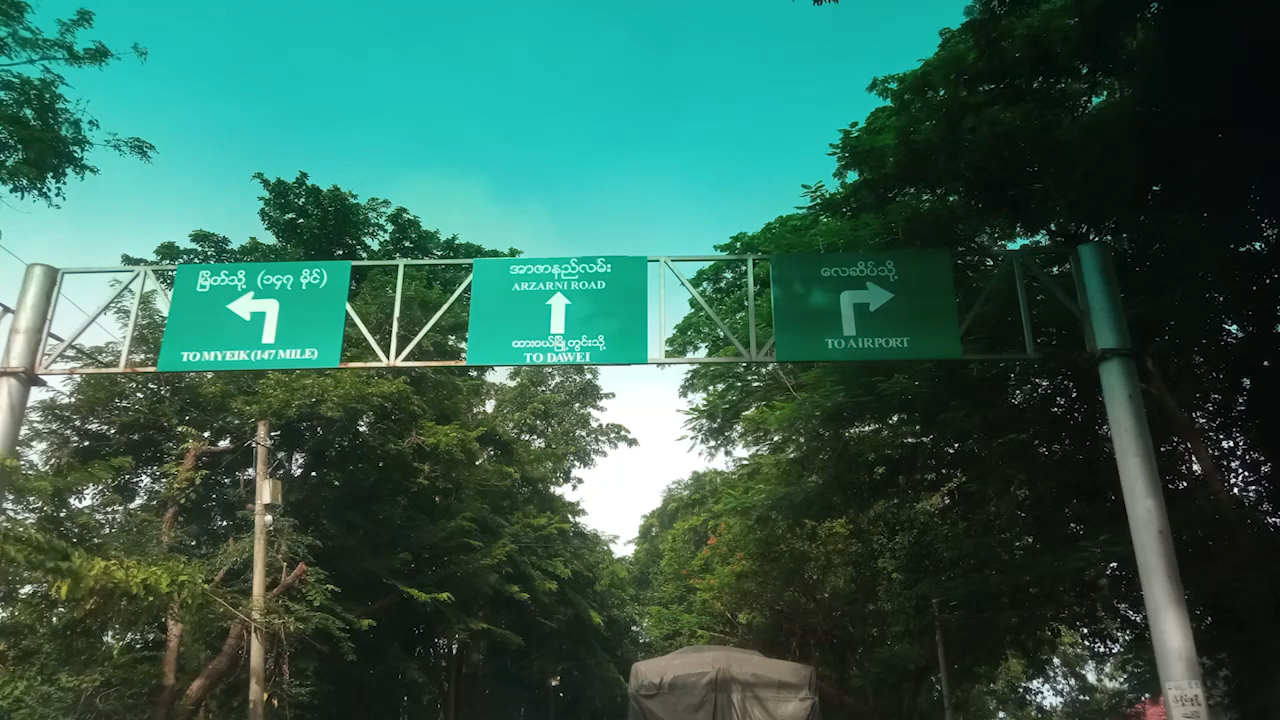 မြိတ်သို့ (၁၄၇ မိုင်)
TO MYEIK (147 MILE)
အာဇာနည်လမ်း
ARZARNI ROAD
ထားဝယ်မြို့တွင်းသို့
TO DAWEI
လေဆိပ်သို့
TO AIRPORT